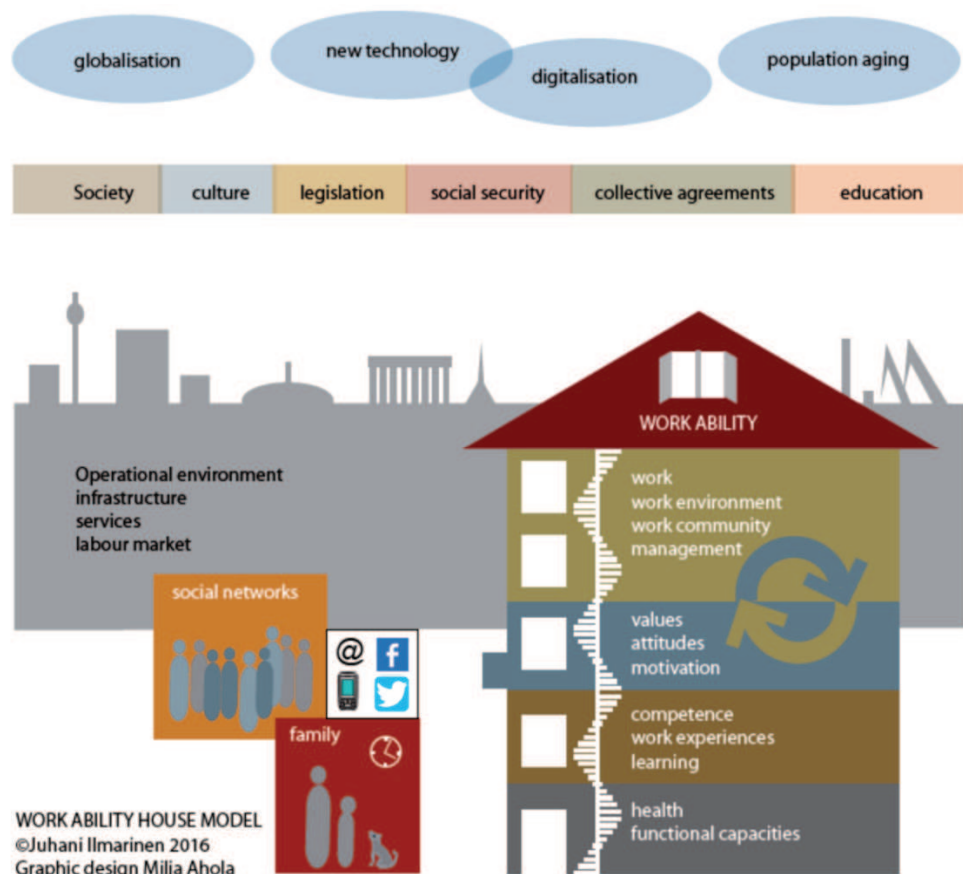 globalisation
new technology
digitalisation
population aging
Society
culture
legislation
social security
collective agreements
education
WORK ABILITY
Operational environment
infrastructure
services
labour market
work
work environment
work community
management
social networks
@
f
values
attitudes
motivation
family
competence
work experiences
learning
health
functional capacities
WORK ABILITY HOUSE MODEL
©Juhani Ilmarinen 2016
Graphic design Milja Ahola